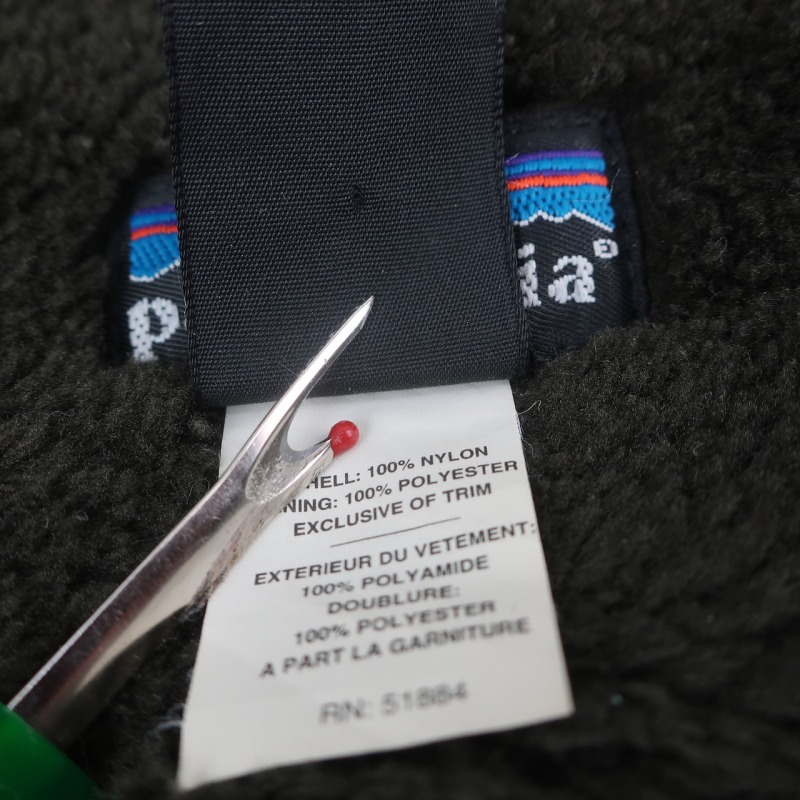 P
ia
HELL: 100% NYLON
NING: 100% POLYESTER
EXCLUSIVE OF TRIM
EXTERIEUR DU VETEMENT:
100% POLYAMIDE
DOUBLURE:
100% POLYESTER
A PART LA GARNITURE
RN: 51884